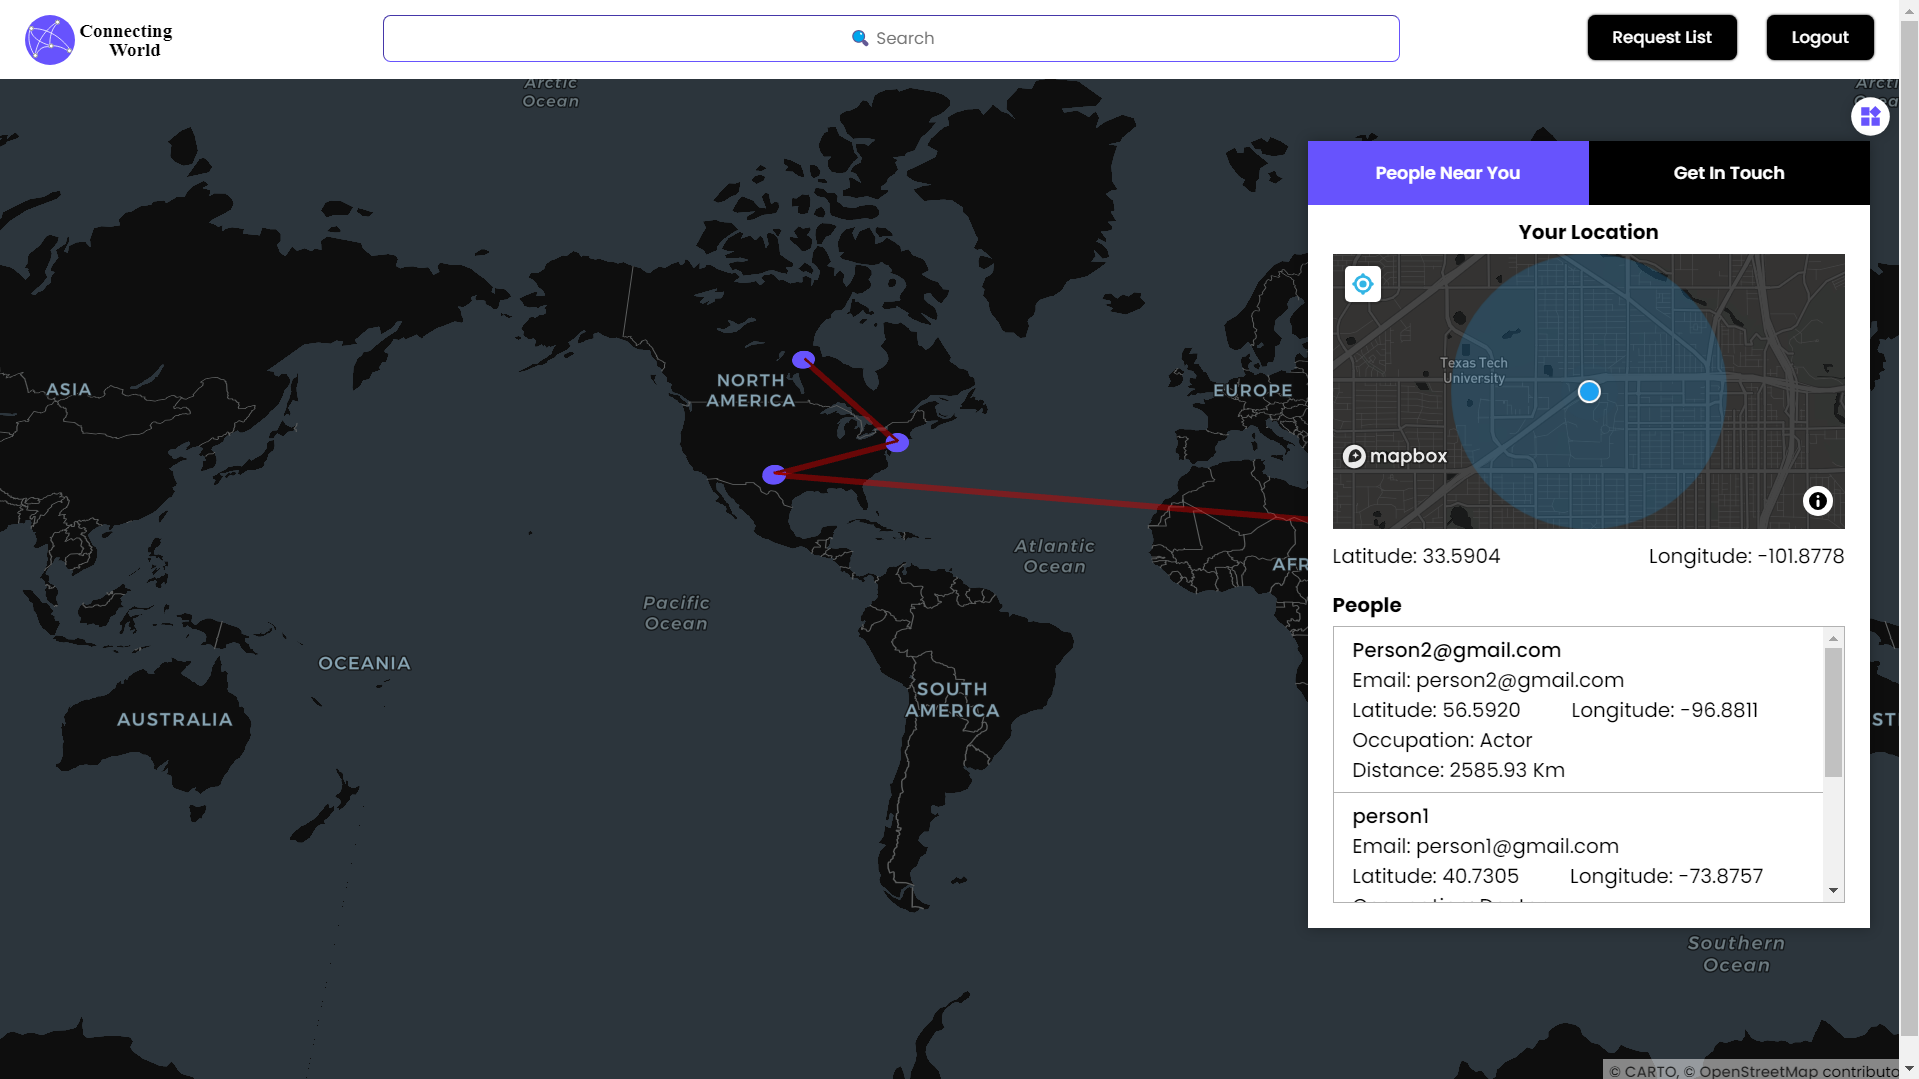 Connecting
World
Search
Request List
Logout
Arctic
Ocean
ASIA
NORTH
AMERICA
EUROPE
Atlantic
Ocean
AFR
Pacific
Ocean
OCEANIA
AUSTRALIA
SOUTH
AMERICA
Southern
Ocean
People Near You
Get In Touch
Your Location
Texas Tech
University
mapbox
Latitude: 33.5904 Longitude: -101.8778
People
Person2@gmail.com
Email: person2@gmail.com
Latitude: 56.5920 Longitude: -96.8811
Occupation: Actor
Distance: 2585.93 Km
person1
Email: person1@gmail.com
Latitude: 40.7305 Longitude: -73.8757
© CARTO, © OpenStreetMap contributo